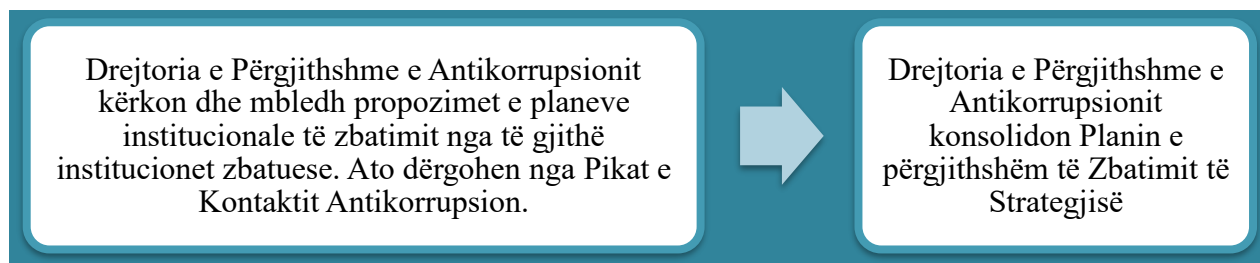 Drejtoria e Përgjithshme e Antikorrupsionit
kërkon dhe mbledh propozimet e planeve
institucionale të zbatimit nga të gjithë
institucionet zbatuese. Ato dërgohen nga Pikat e
Kontaktit Antikorrupsion.
Drejtoria e Përgjithshme e
Antikorrupsionit
konsolidon Planin e
përgjithshëm të Zbatimit të
Strategjisë